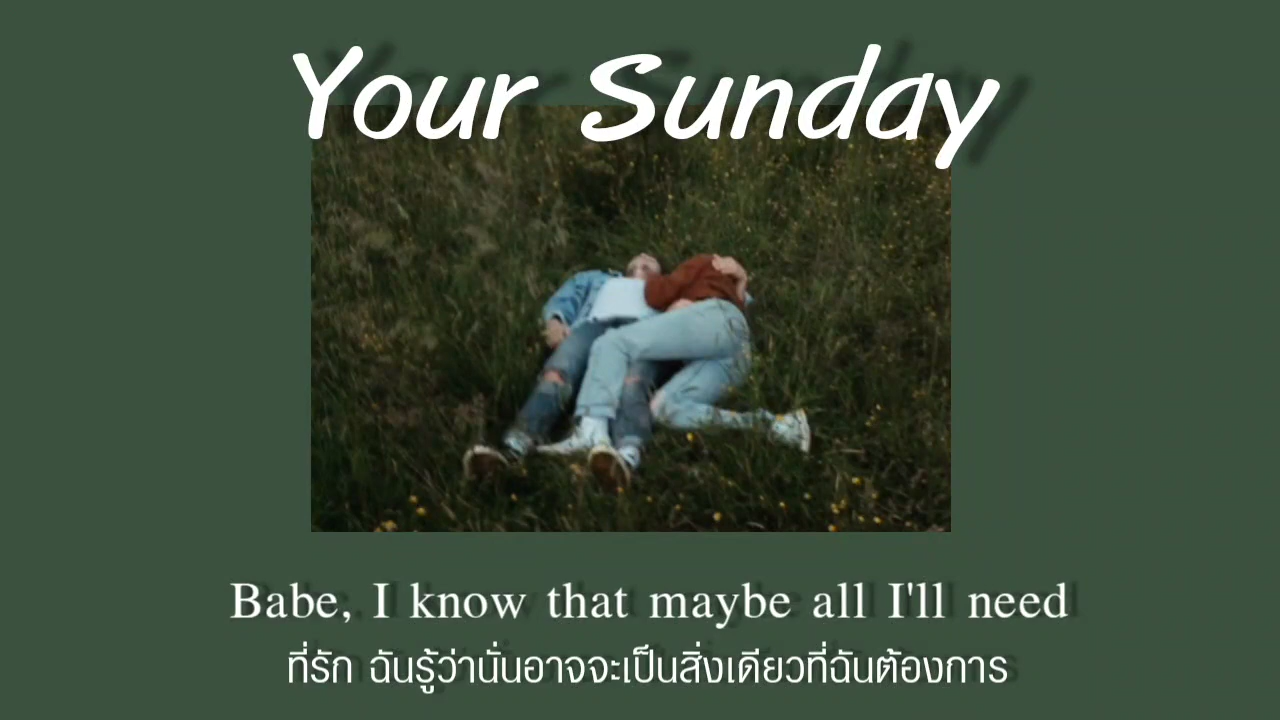 Your Sunday
Babe, I know that maybe all I'll need
ที่รัก ฉันรู้ว่านั่นอาจจะเป็นสิ่งเดียวที่ฉันต้องการ